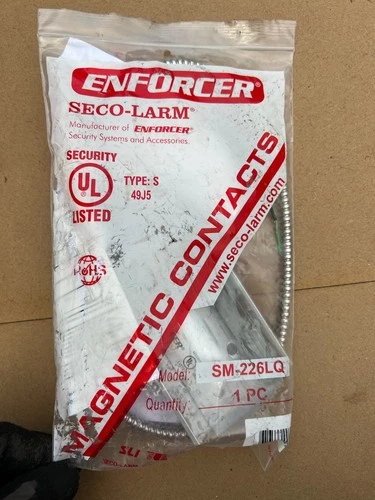 ENFORCER®
SECO-LARM®
Manufacturer of ENFORCER®
Security Systems and Accessories.
SECURITY
UL
LISTED
TYPE: S
49J5
RoHS
MAGNETIC CONTACTS
www.seco-larm.com
Model SM-226LQ
Quantity 1 PC